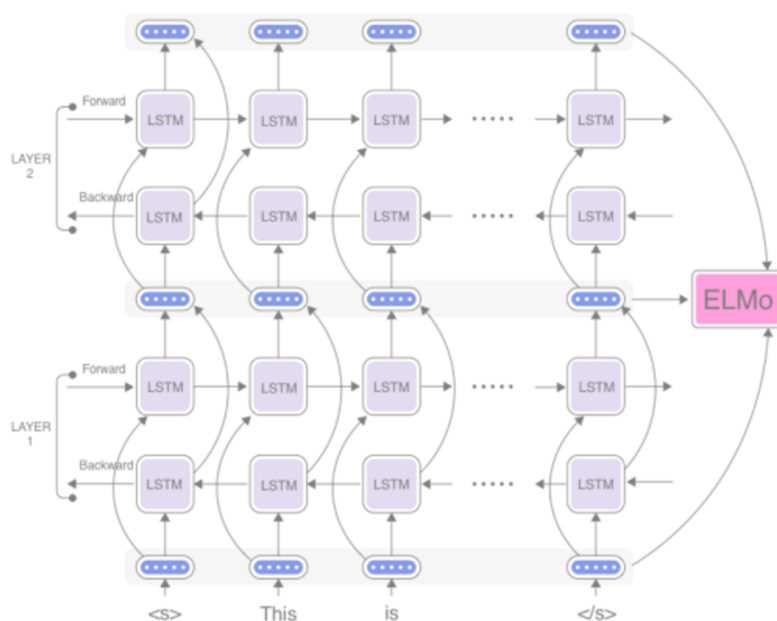 Forward
LSTM LSTM LSTM LSTM
LAYER
2
Backward
LSTM LSTM LSTM LSTM
ELMo
Forward
LSTM LSTM LSTM LSTM
LAYER
1
Backward
LSTM LSTM LSTM LSTM
<s> This is </s>